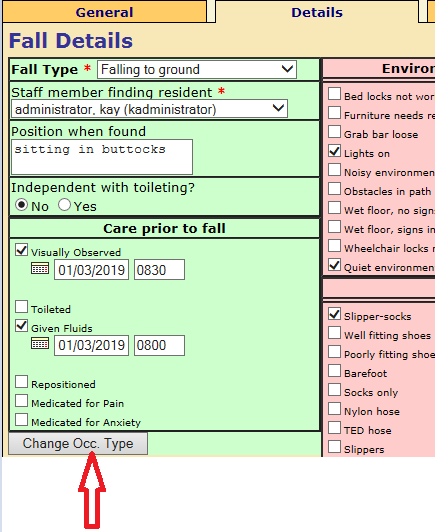 General
Details
Fall Details
Fall Type * Falling to ground
Staff member finding resident *
administrator, kay (kadministrator)
Position when found
sitting in buttocks
Independent with toileting?
No Yes
Care prior to fall
Visually Observed
01/03/2019 0830
Toileted
Given Fluids
01/03/2019 0800
Repositioned
Medicated for Pain
Medicated for Anxiety
Change Occ. Type
Environ
Bed locks not wor
Furniture needs re
Grab bar loose
Lights on
Noisy environmen
Obstacles in path
Wet floor, no sign
Wet floor, signs in
Wheelchair locks n
Quiet environmen
Slipper-socks
Well fitting shoes
Poorly fitting shoe
Barefoot
Socks only
Nylon hose
TED hose
Slippers